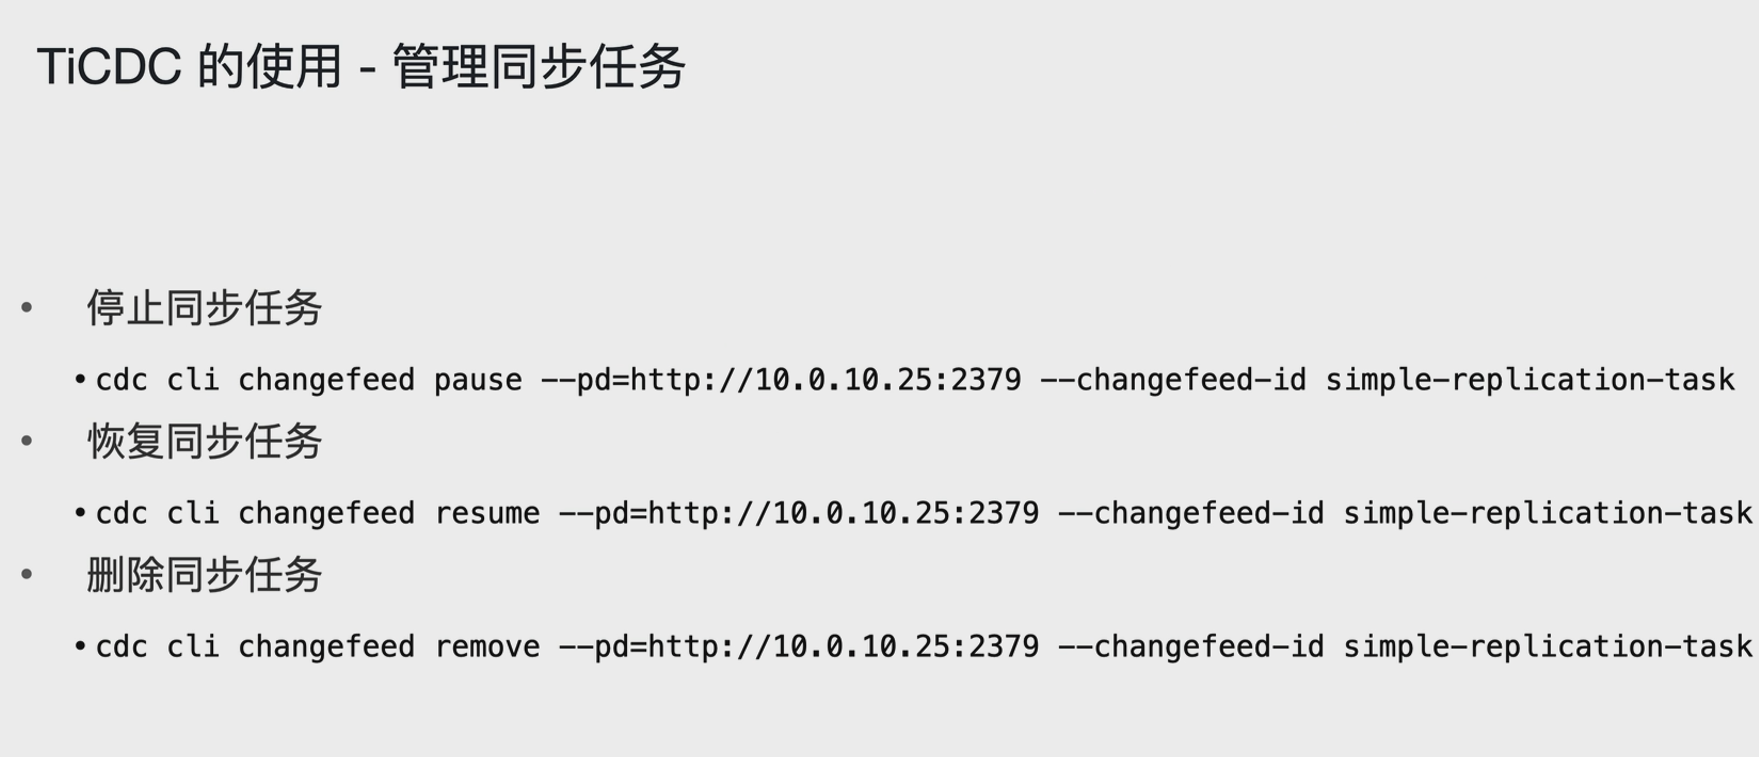 TiCDC 的使用 - 管理同步任务
• 停止同步任务
• cdc cli changefeed pause --pd=http://10.0.10.25:2379 --changefeed-id simple-replication-task
• 恢复同步任务
• cdc cli changefeed resume --pd=http://10.0.10.25:2379 --changefeed-id simple-replication-task
• 删除同步任务
• cdc cli changefeed remove --pd=http://10.0.10.25:2379 --changefeed-id simple-replication-task